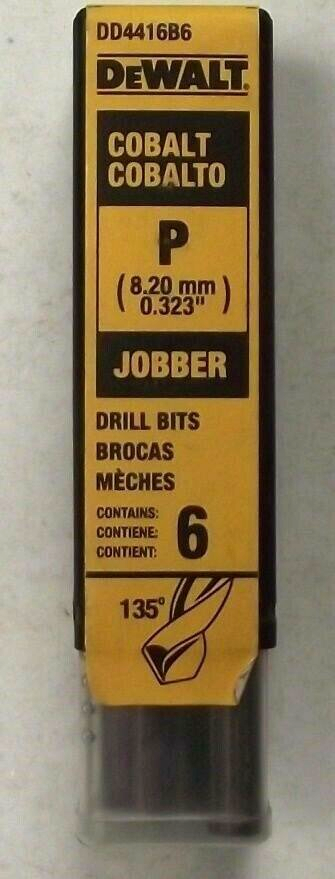 DD4416B6
DEWALT®
COBALT
COBALTO
P
(8.20 mm
0.323")
JOBBER
DRILL BITS
BROCAS
MÈCHES
CONTAINS:
CONTIENE: 6
CONTIENT:
135°